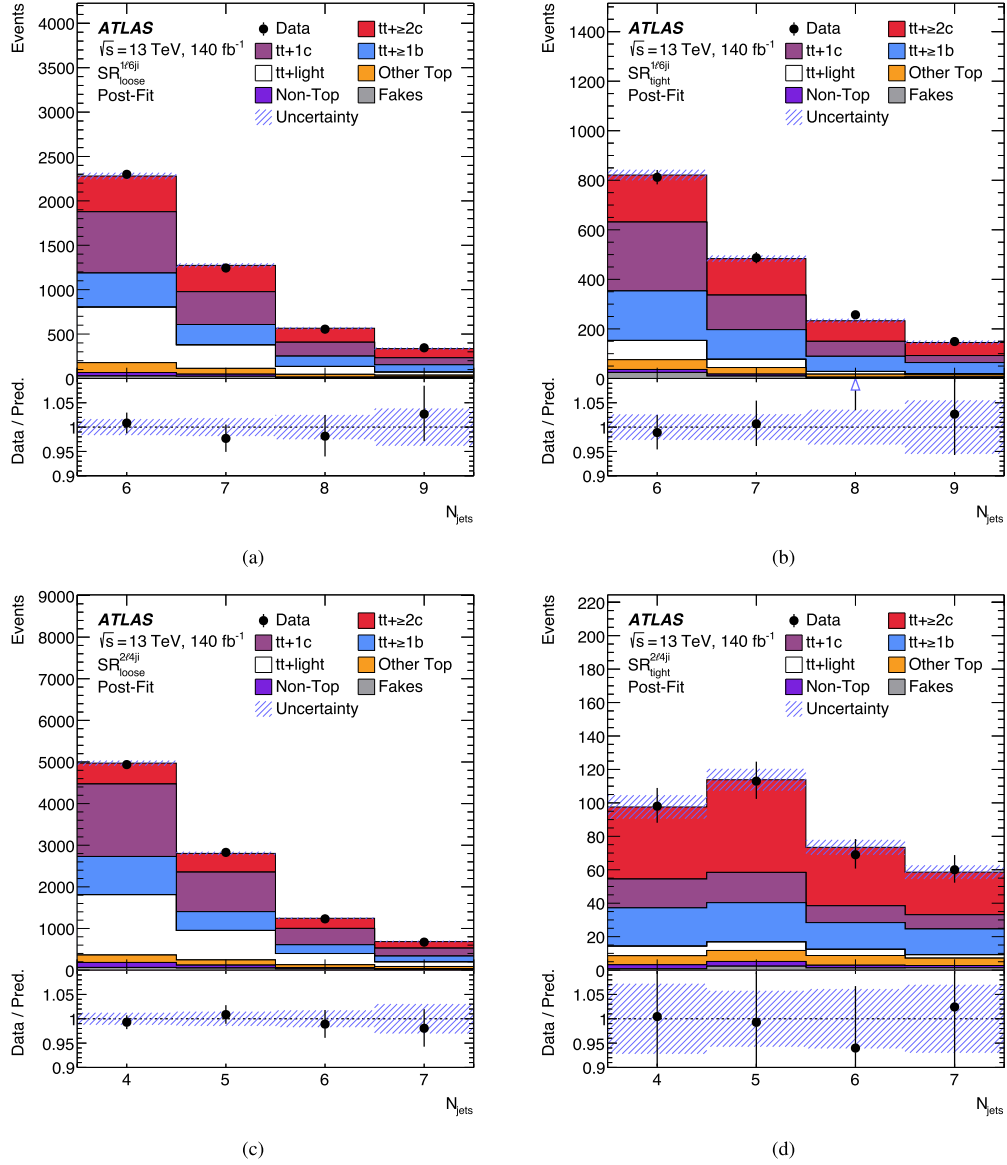 Events
ATLAS
√s = 13 TeV, 140 fb⁻¹
SR 1ℓ6ji loose
Post-Fit
Data
tt+≥2c
tt+1c
tt+≥1b
tt+light
Other Top
Non-Top
Fakes
Uncertainty
4000
3500
3000
2500
2000
1500
1000
500
0
Data / Pred.
1.05
1
0.95
0.9
6 7 8 9
N jets
(a)
Events
ATLAS
√s = 13 TeV, 140 fb⁻¹
SR 1ℓ6ji tight
Post-Fit
Data
tt+≥2c
tt+1c
tt+≥1b
tt+light
Other Top
Non-Top
Fakes
Uncertainty
1400
1200
1000
800
600
400
200
0
Data / Pred.
1.05
1
0.95
0.9
6 7 8 9
N jets
(b)
Events
ATLAS
√s = 13 TeV, 140 fb⁻¹
SR 2ℓ4ji loose
Post-Fit
Data
tt+≥2c
tt+1c
tt+≥1b
tt+light
Other Top
Non-Top
Fakes
Uncertainty
9000
8000
7000
6000
5000
4000
3000
2000
1000
0
Data / Pred.
1.05
1
0.95
0.9
4 5 6 7
N jets
(c)
Events
ATLAS
√s = 13 TeV, 140 fb⁻¹
SR 2ℓ4ji tight
Post-Fit
Data
tt+≥2c
tt+1c
tt+≥1b
tt+light
Other Top
Non-Top
Fakes
Uncertainty
220
200
180
160
140
120
100
80
60
40
20
0
Data / Pred.
1.05
1
0.95
0.9
4 5 6 7
N jets
(d)